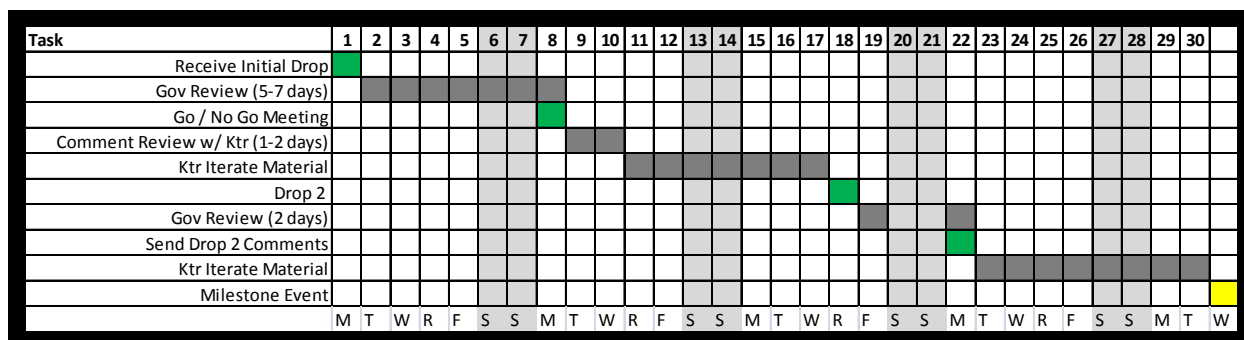 Task 1 2 3 4 5 6 7 8 9 10 11 12 13 14 15 16 17 18 19 20 21 22 23 24 25 26 27 28 29 30
Receive Initial Drop
Gov Review (5-7 days)
Go / No Go Meeting
Comment Review w/ Ktr (1-2 days)
Ktr Iterate Material
Drop 2
Gov Review (2 days)
Send Drop 2 Comments
Ktr Iterate Material
Milestone Event
M T W R F S S M T W R F S S M T W R F S S M T W R F S S M T W